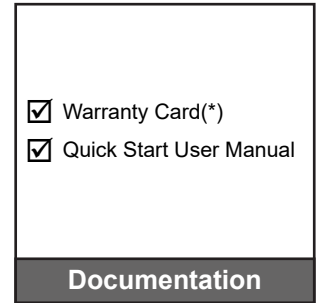 ☑ Warranty Card(*)
☑ Quick Start User Manual
Documentation